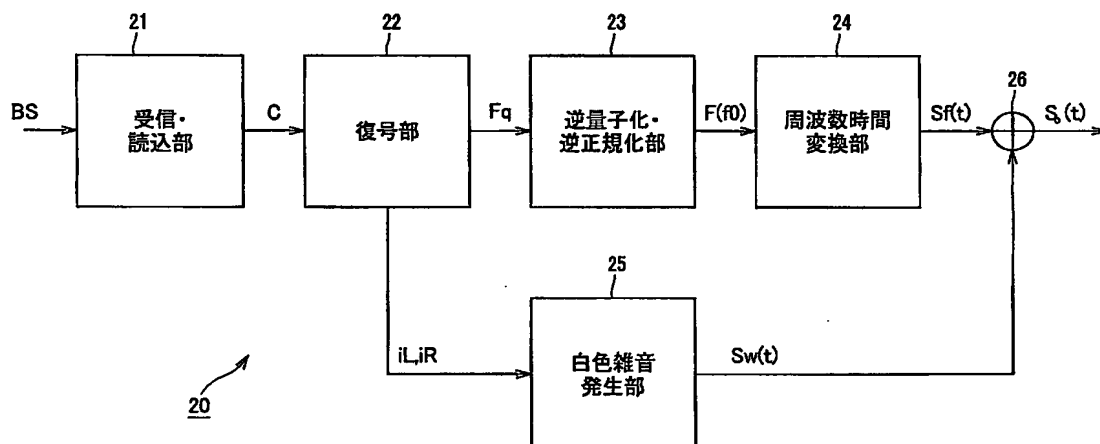 21
22
23
24
26
BS
受信・
読込部
C
復号部
Fq
逆量子化・
逆正規化部
F(f0)
周波数時間
変換部
Sf(t)
So(t)
25
iL,iR
白色雑音
発生部
Sw(t)
20